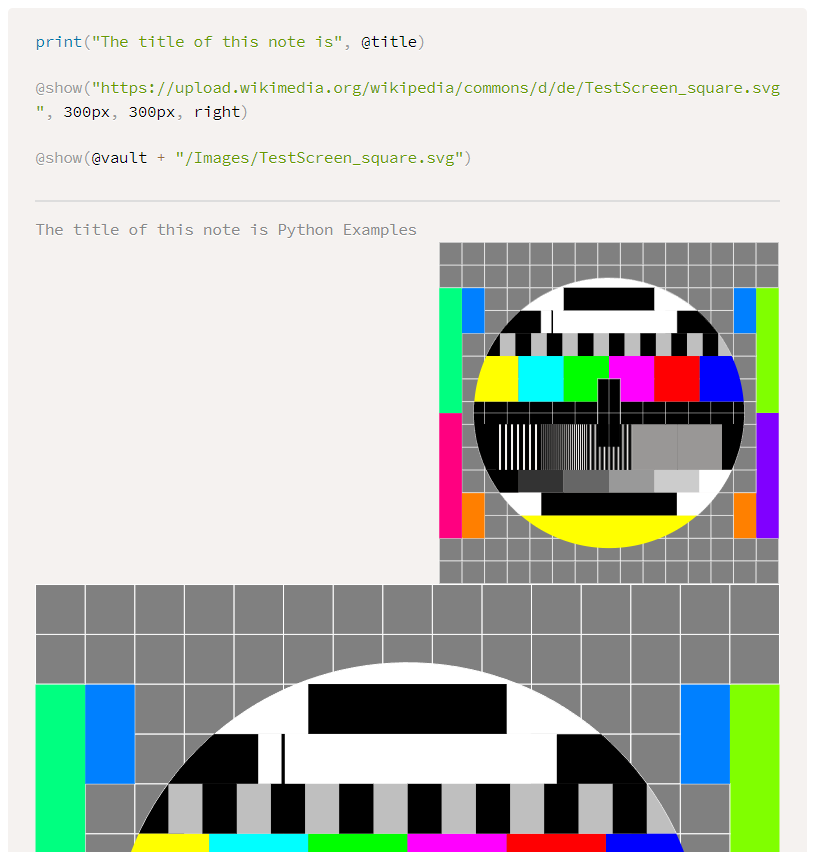 print("The title of this note is", @title)
@show("https://upload.wikimedia.org/wikipedia/commons/d/de/TestScreen_square.svg
", 300px, 300px, right)
@show(@vault + "/Images/TestScreen_square.svg")
The title of this note is Python Examples